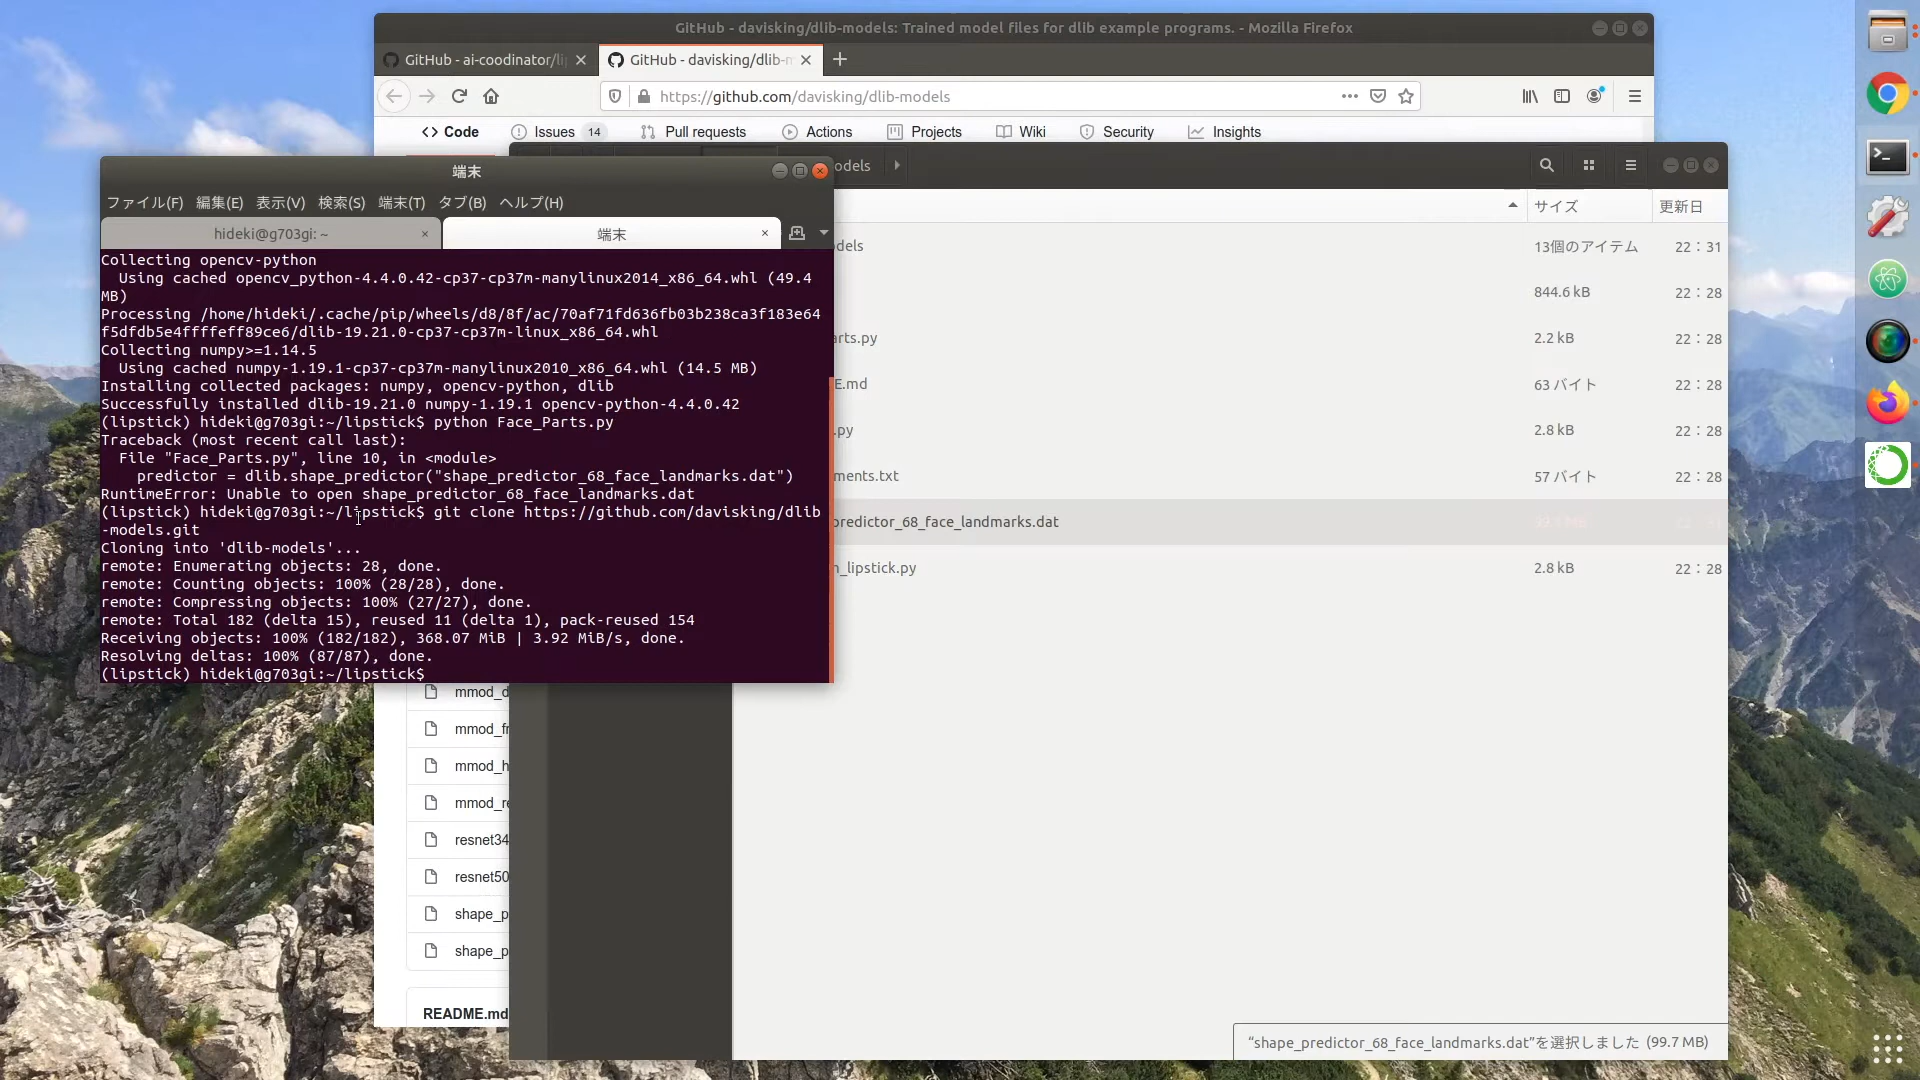 GitHub - davisking/dlib-models: Trained model files for dlib example programs. - Mozilla Firefox
GitHub - ai-coodinator/li
GitHub - davisking/dlib-m
https://github.com/davisking/dlib-models
Code
Issues 14
Pull requests
Actions
Projects
Wiki
Security
Insights
端末
ファイル(F) 編集(E) 表示(V) 検索(S) 端末(T) タブ(B) ヘルプ(H)
hideki@g703gi: ~
端末
Collecting opencv-python
Using cached opencv_python-4.4.0.42-cp37-cp37m-manylinux2014_x86_64.whl (49.4
MB)
Processing /home/hideki/.cache/pip/wheels/d8/8f/ac/70af71fd636fb03b238ca3f183e64
f5dfdb5e4ffffeff89ce6/dlib-19.21.0-cp37-cp37m-linux_x86_64.whl
Collecting numpy>=1.14.5
Using cached numpy-1.19.1-cp37-cp37m-manylinux2010_x86_64.whl (14.5 MB)
Installing collected packages: numpy, opencv-python, dlib
Successfully installed dlib-19.21.0 numpy-1.19.1 opencv-python-4.4.0.42
(lipstick) hideki@g703gi:~/lipstick$ python Face_Parts.py
Traceback (most recent call last):
File "Face_Parts.py", line 10, in <module>
predictor = dlib.shape_predictor("shape_predictor_68_face_landmarks.dat")
RuntimeError: Unable to open shape_predictor_68_face_landmarks.dat
(lipstick) hideki@g703gi:~/lipstick$ git clone https://github.com/davisking/dlib
-models.git
Cloning into 'dlib-models'...
remote: Enumerating objects: 28, done.
remote: Counting objects: 100% (28/28), done.
remote: Compressing objects: 100% (27/27), done.
remote: Total 182 (delta 15), reused 11 (delta 1), pack-reused 154
Receiving objects: 100% (182/182), 368.07 MiB | 3.92 MiB/s, done.
Resolving deltas: 100% (87/87), done.
(lipstick) hideki@g703gi:~/lipstick$
odels
サイズ 更新日
dels 13個のアイテム 22：31
844.6 kB 22：28
arts.py 2.2 kB 22：28
E.md 63 バイト 22：28
.py 2.8 kB 22：28
ments.txt 57 バイト 22：28
predictor_68_face_landmarks.dat
_lipstick.py 2.8 kB 22：28
mmod_d
mmod_fr
mmod_h
mmod_re
resnet34
resnet50
shape_p
shape_p
README.md
“shape_predictor_68_face_landmarks.dat”を選択しました (99.7 MB)